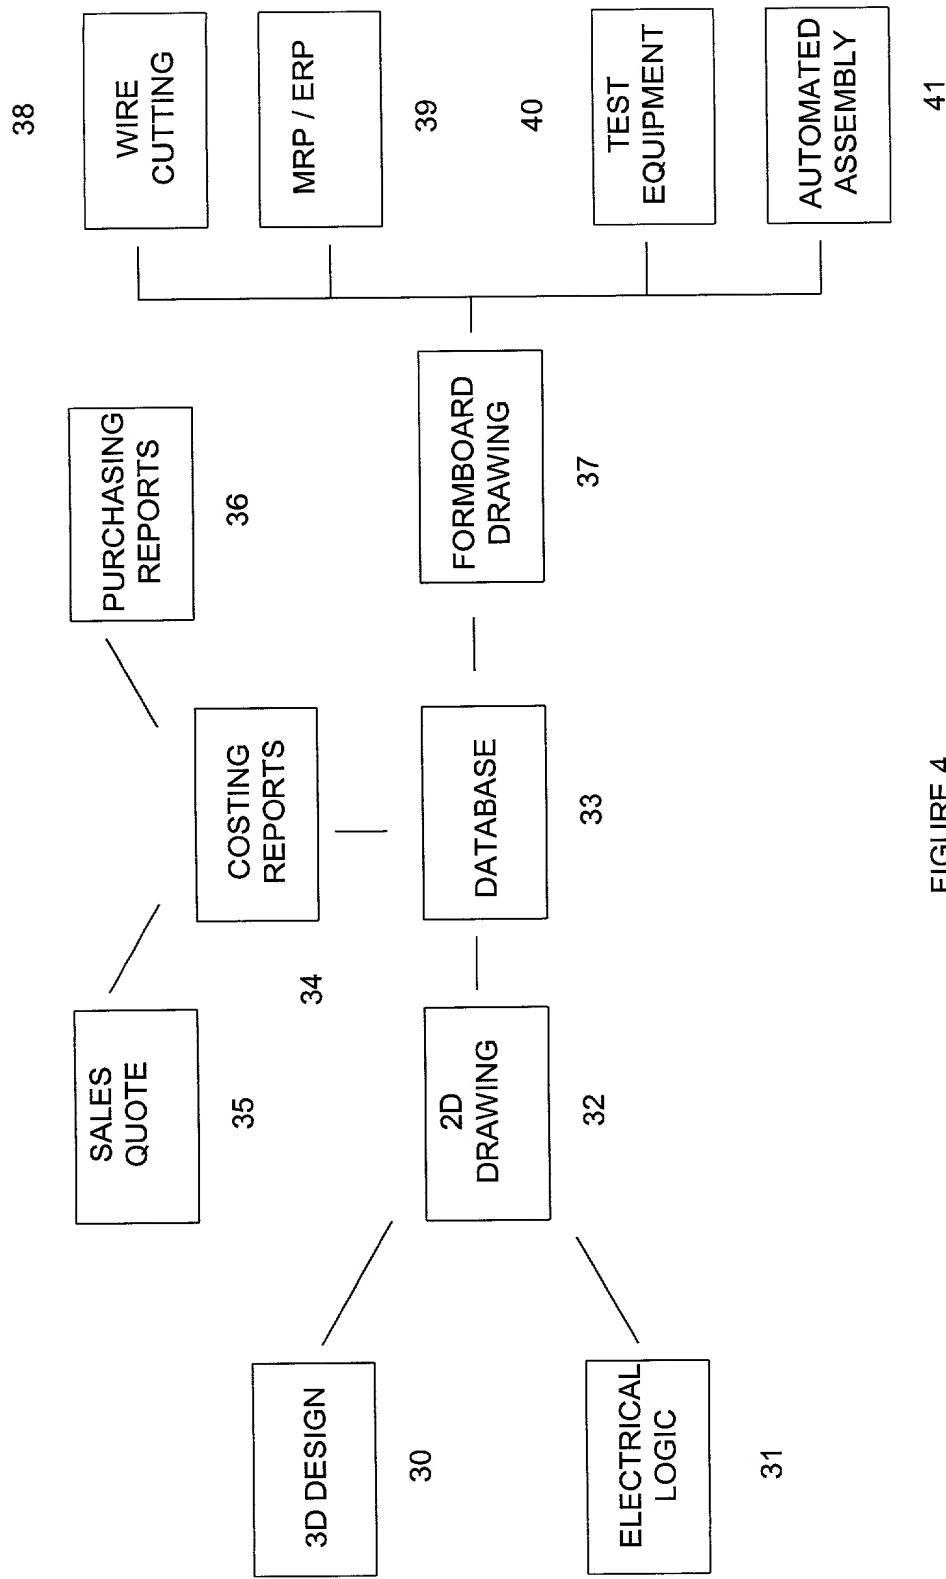 SALES
QUOTE
35
PURCHASING
REPORTS
36
COSTING
REPORTS
34
38
WIRE
CUTTING
MRP / ERP
39
3D DESIGN
30
2D
DRAWING
32
DATABASE
33
FORMBOARD
DRAWING
37
40
TEST
EQUIPMENT
ELECTRICAL
LOGIC
31
AUTOMATED
ASSEMBLY
41
FIGURE 4